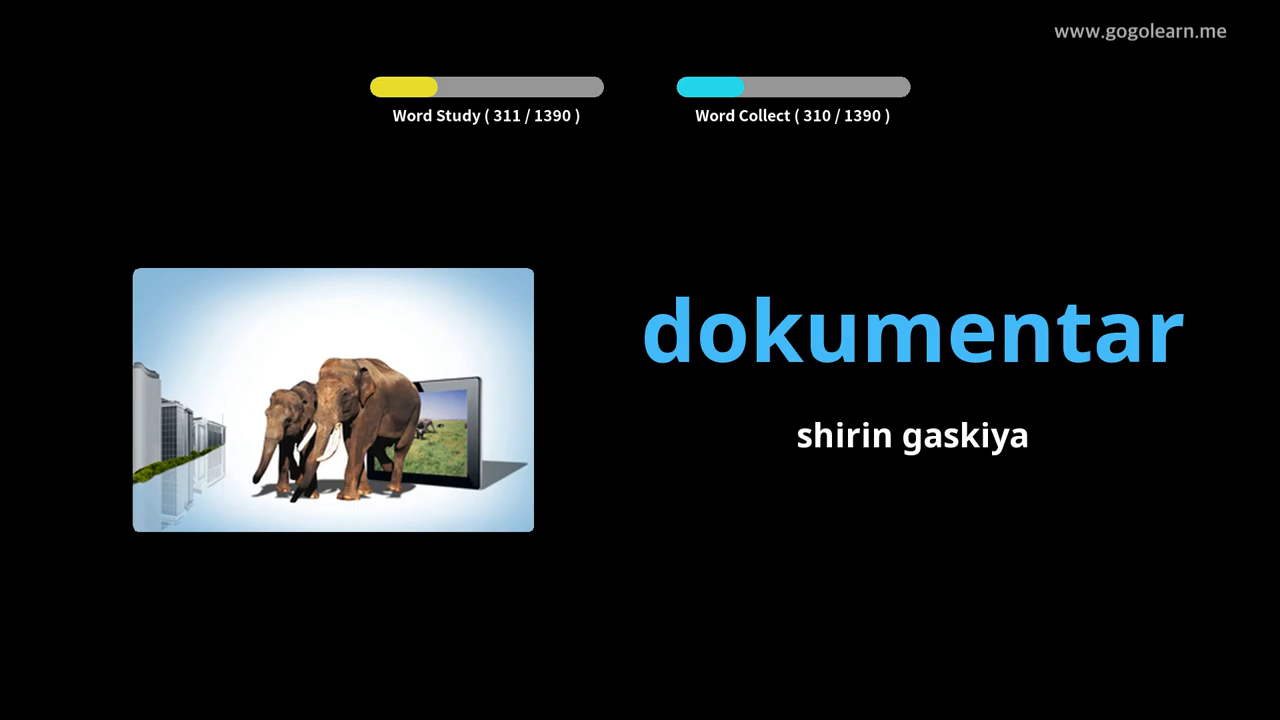 www.gogolearn.me
Word Study ( 311 / 1390 )
Word Collect ( 310 / 1390 )
dokumentar
shirin gaskiya